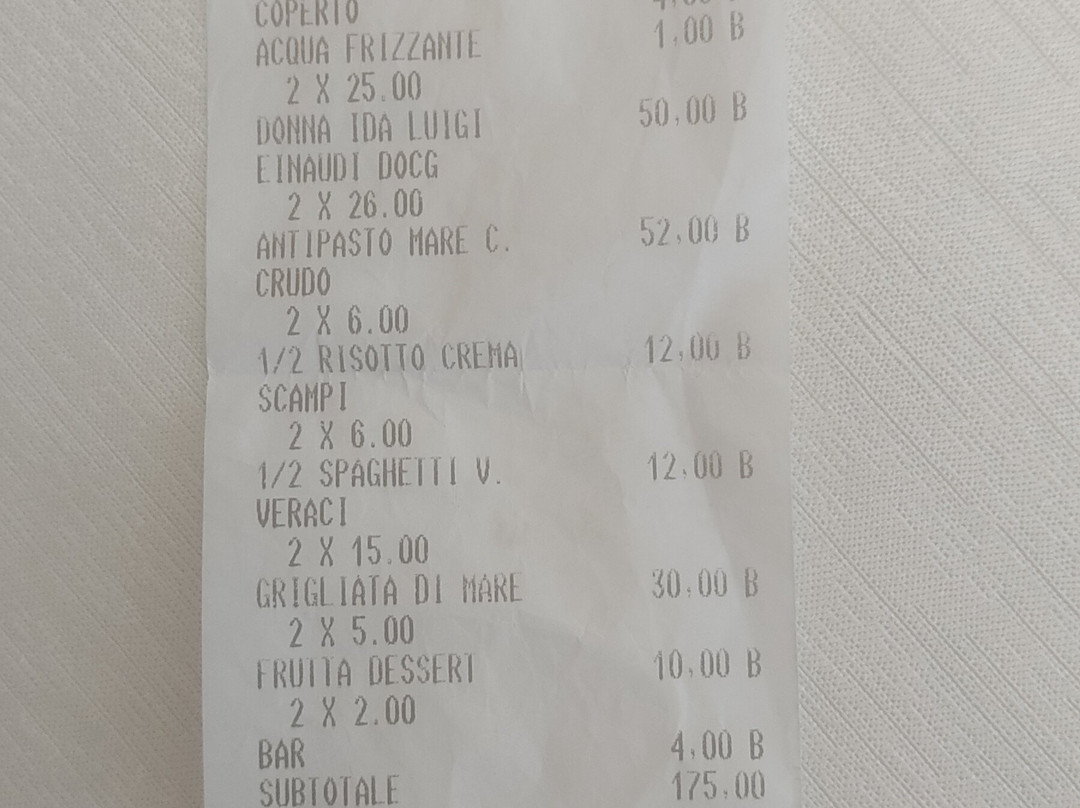 COPERTO
ACQUA FRIZZANTE 1,00 B
2 X 25.00
DONNA IDA LUIGI 50,00 B
EINAUDI DOCG
2 X 26.00
ANTIPASTO MARE C. 52,00 B
CRUDO
2 X 6.00
1/2 RISOTTO CREMA 12,00 B
SCAMPI
2 X 6.00
1/2 SPAGHETTI V. 12,00 B
VERACI
2 X 15.00
GRIGLIATA DI MARE 30,00 B
2 X 5.00
FRUTTA DESSERT 10,00 B
2 X 2.00
BAR 4,00 B
SUBTOTALE 175,00